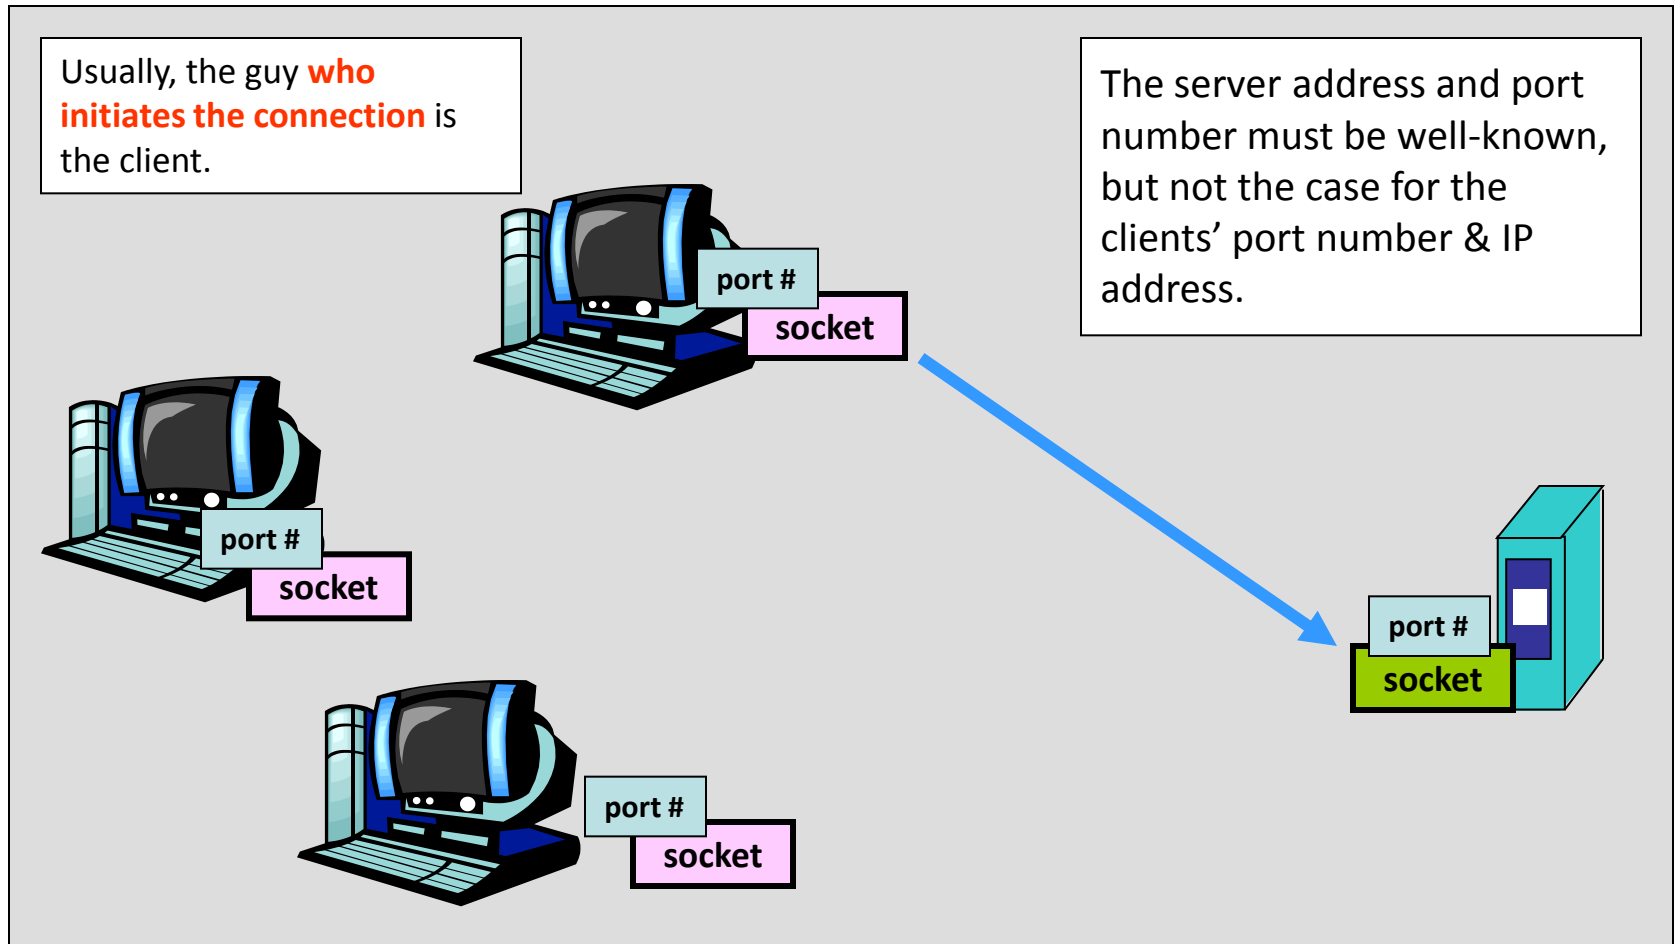 Usually, the guy who
initiates the connection is
the client.
The server address and port
number must be well-known,
but not the case for the
clients’ port number & IP
address.
port #
socket
port #
socket
port #
socket
port #
socket